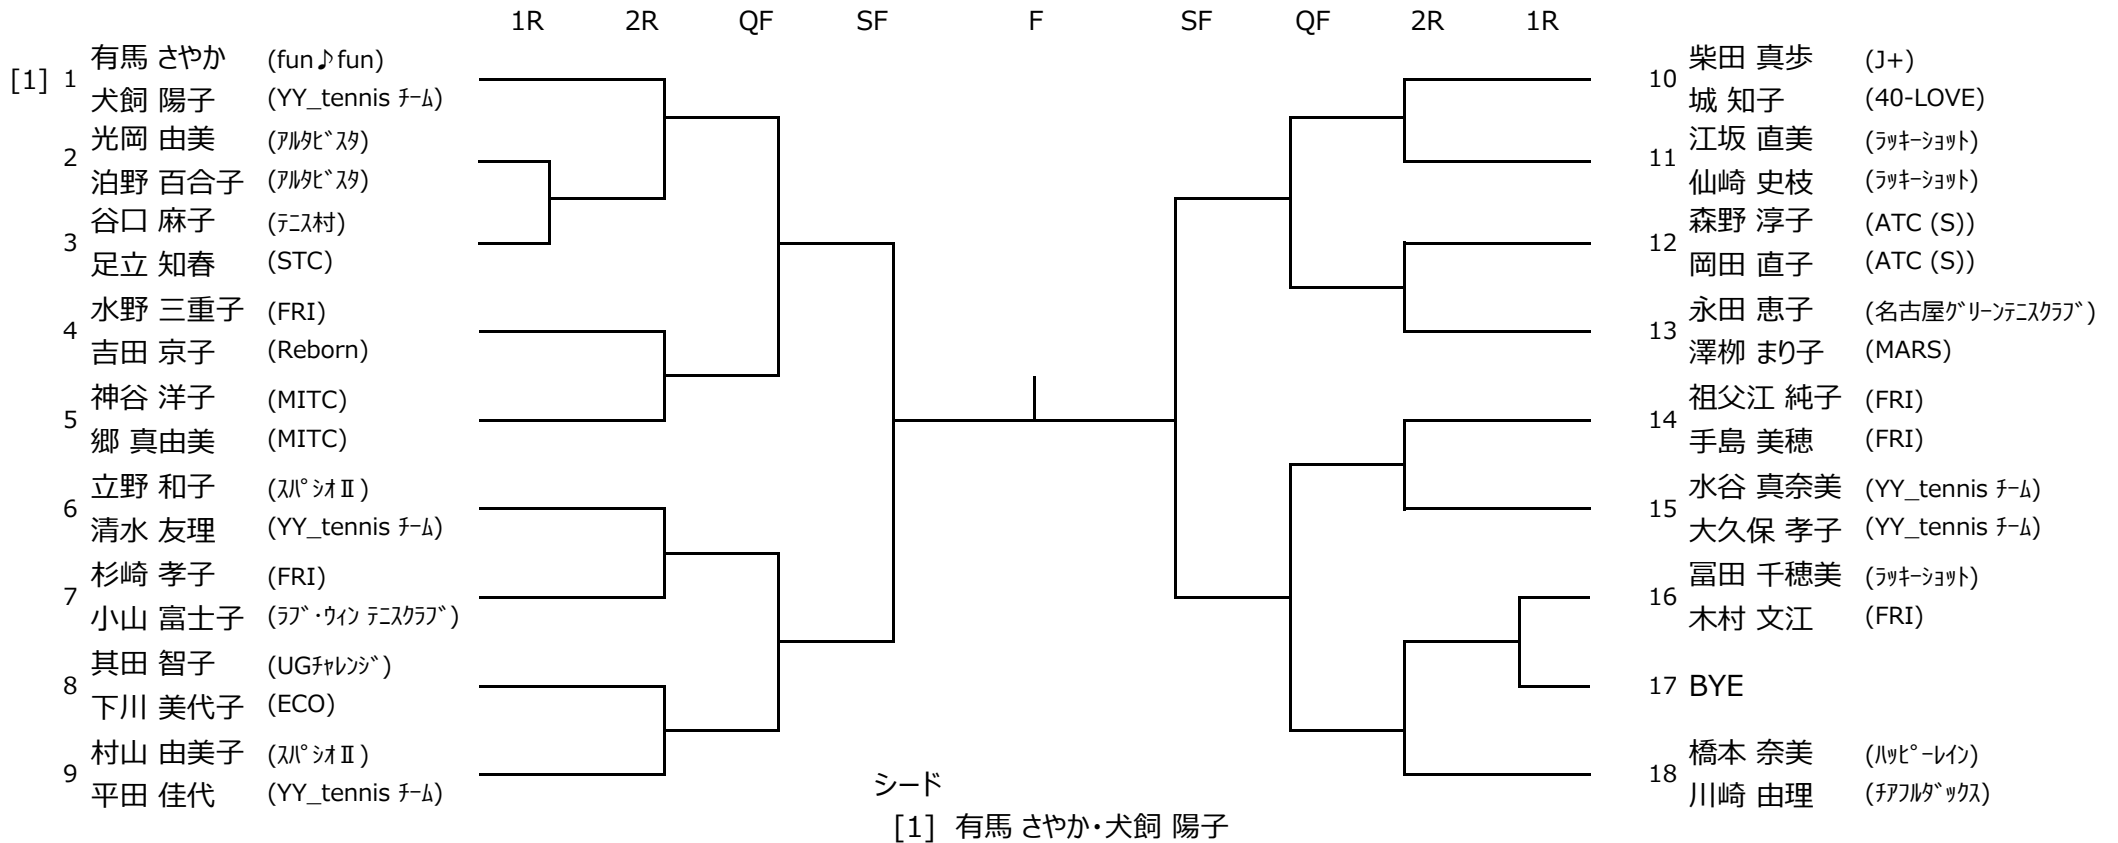 1R 2R QF SF F SF QF 2R 1R
有馬 さやか (fun♪fun)
[1] 1
犬飼 陽子 (YY_tennis ﾁｰﾑ)
光岡 由美 (ｱﾙﾀﾋﾞｽﾀ)
2
泊野 百合子 (ｱﾙﾀﾋﾞｽﾀ)
谷口 麻子 (ﾃﾆｽ村)
3
足立 知春 (STC)
水野 三重子 (FRI)
4
吉田 京子 (Reborn)
神谷 洋子 (MITC)
5
郷 真由美 (MITC)
立野 和子 (ｽﾊﾟｼｵⅡ)
6
清水 友理 (YY_tennis ﾁｰﾑ)
杉崎 孝子 (FRI)
7
小山 富士子 (ﾗﾌﾞ･ｳｨﾝ ﾃﾆｽｸﾗﾌﾞ)
其田 智子 (UGﾁｬﾚﾝｼﾞ)
8
下川 美代子 (ECO)
村山 由美子 (ｽﾊﾟｼｵⅡ)
9
平田 佳代 (YY_tennis ﾁｰﾑ)
柴田 真歩 (J+)
10
城 知子 (40-LOVE)
江坂 直美 (ﾗｯｷｰｼｮｯﾄ)
11
仙崎 史枝 (ﾗｯｷｰｼｮｯﾄ)
森野 淳子 (ATC (S))
12
岡田 直子 (ATC (S))
永田 恵子 (名古屋ｸﾞﾘｰﾝﾃﾆｽｸﾗﾌﾞ)
13
澤栁 まり子 (MARS)
祖父江 純子 (FRI)
14
手島 美穂 (FRI)
水谷 真奈美 (YY_tennis ﾁｰﾑ)
15
大久保 孝子 (YY_tennis ﾁｰﾑ)
冨田 千穂美 (ﾗｯｷｰｼｮｯﾄ)
16
木村 文江 (FRI)
17 BYE
橋本 奈美 (ﾊｯﾋﾟｰﾚｲﾝ)
18
川崎 由理 (ﾁｱﾌﾙﾀﾞｯｸｽ)
シード
[1] 有馬 さやか・犬飼 陽子